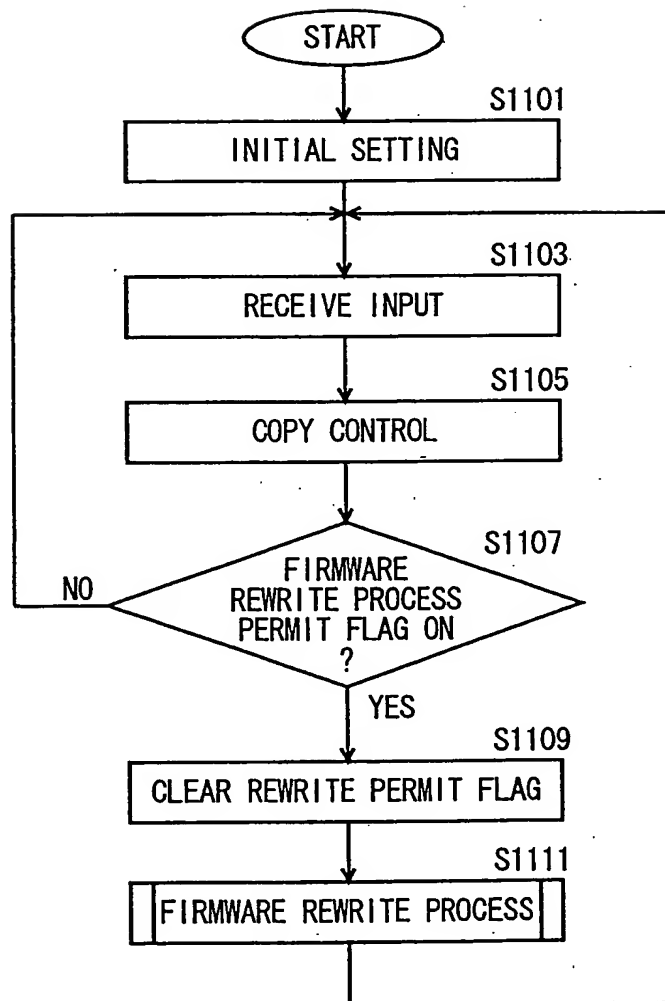 START
S1101
INITIAL SETTING
S1103
RECEIVE INPUT
S1105
COPY CONTROL
S1107
FIRMWARE
REWRITE PROCESS
PERMIT FLAG ON
?
NO
YES
S1109
CLEAR REWRITE PERMIT FLAG
S1111
FIRMWARE REWRITE PROCESS